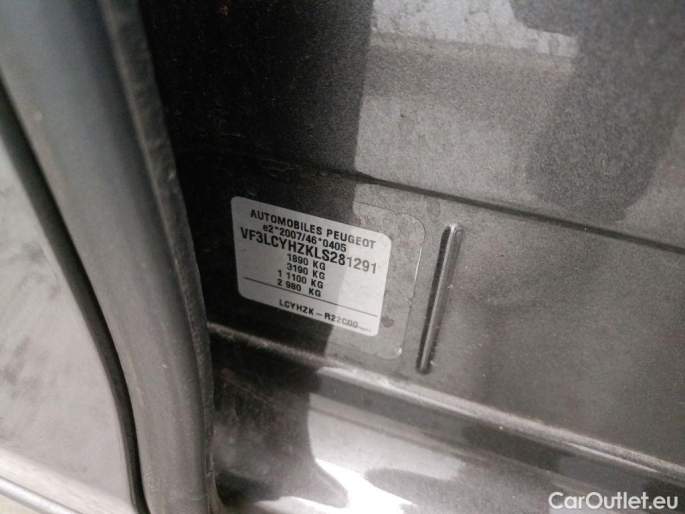 AUTOMOBILES PEUGEOT
e2*2007/46*0405
VF3LCYHZKLS281291
1890 KG
3190 KG
1 1100 KG
2 980 KG
LCYHZK-R22C00
CarOutlet.eu